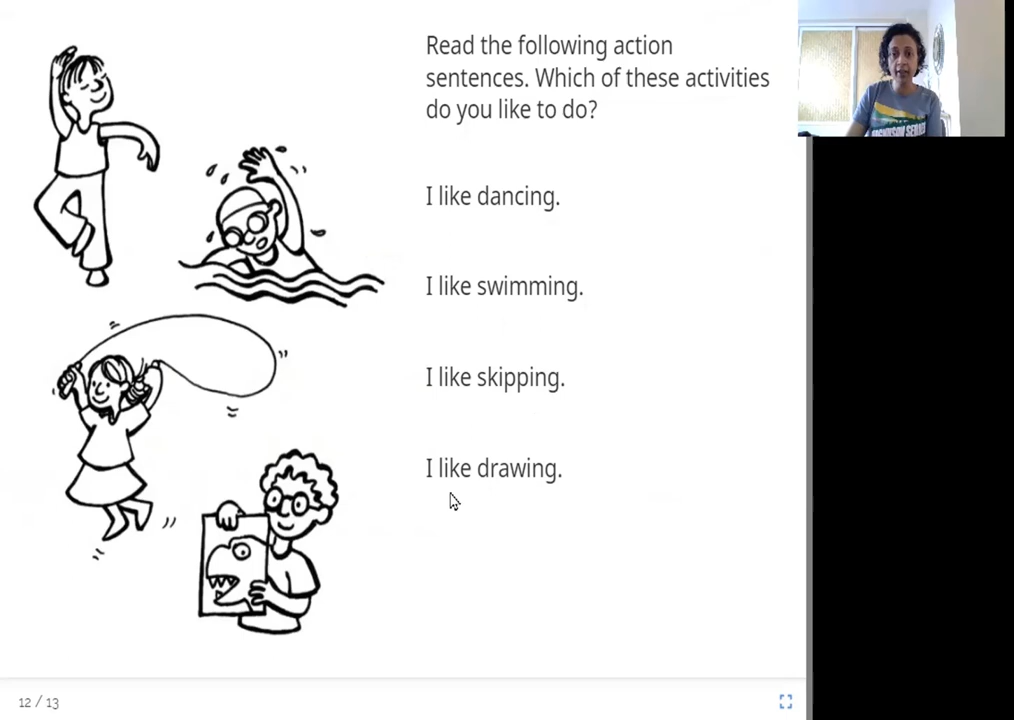 Read the following action
sentences. Which of these activities
do you like to do?
I like dancing.
I like swimming.
I like skipping.
I like drawing.
12 / 13